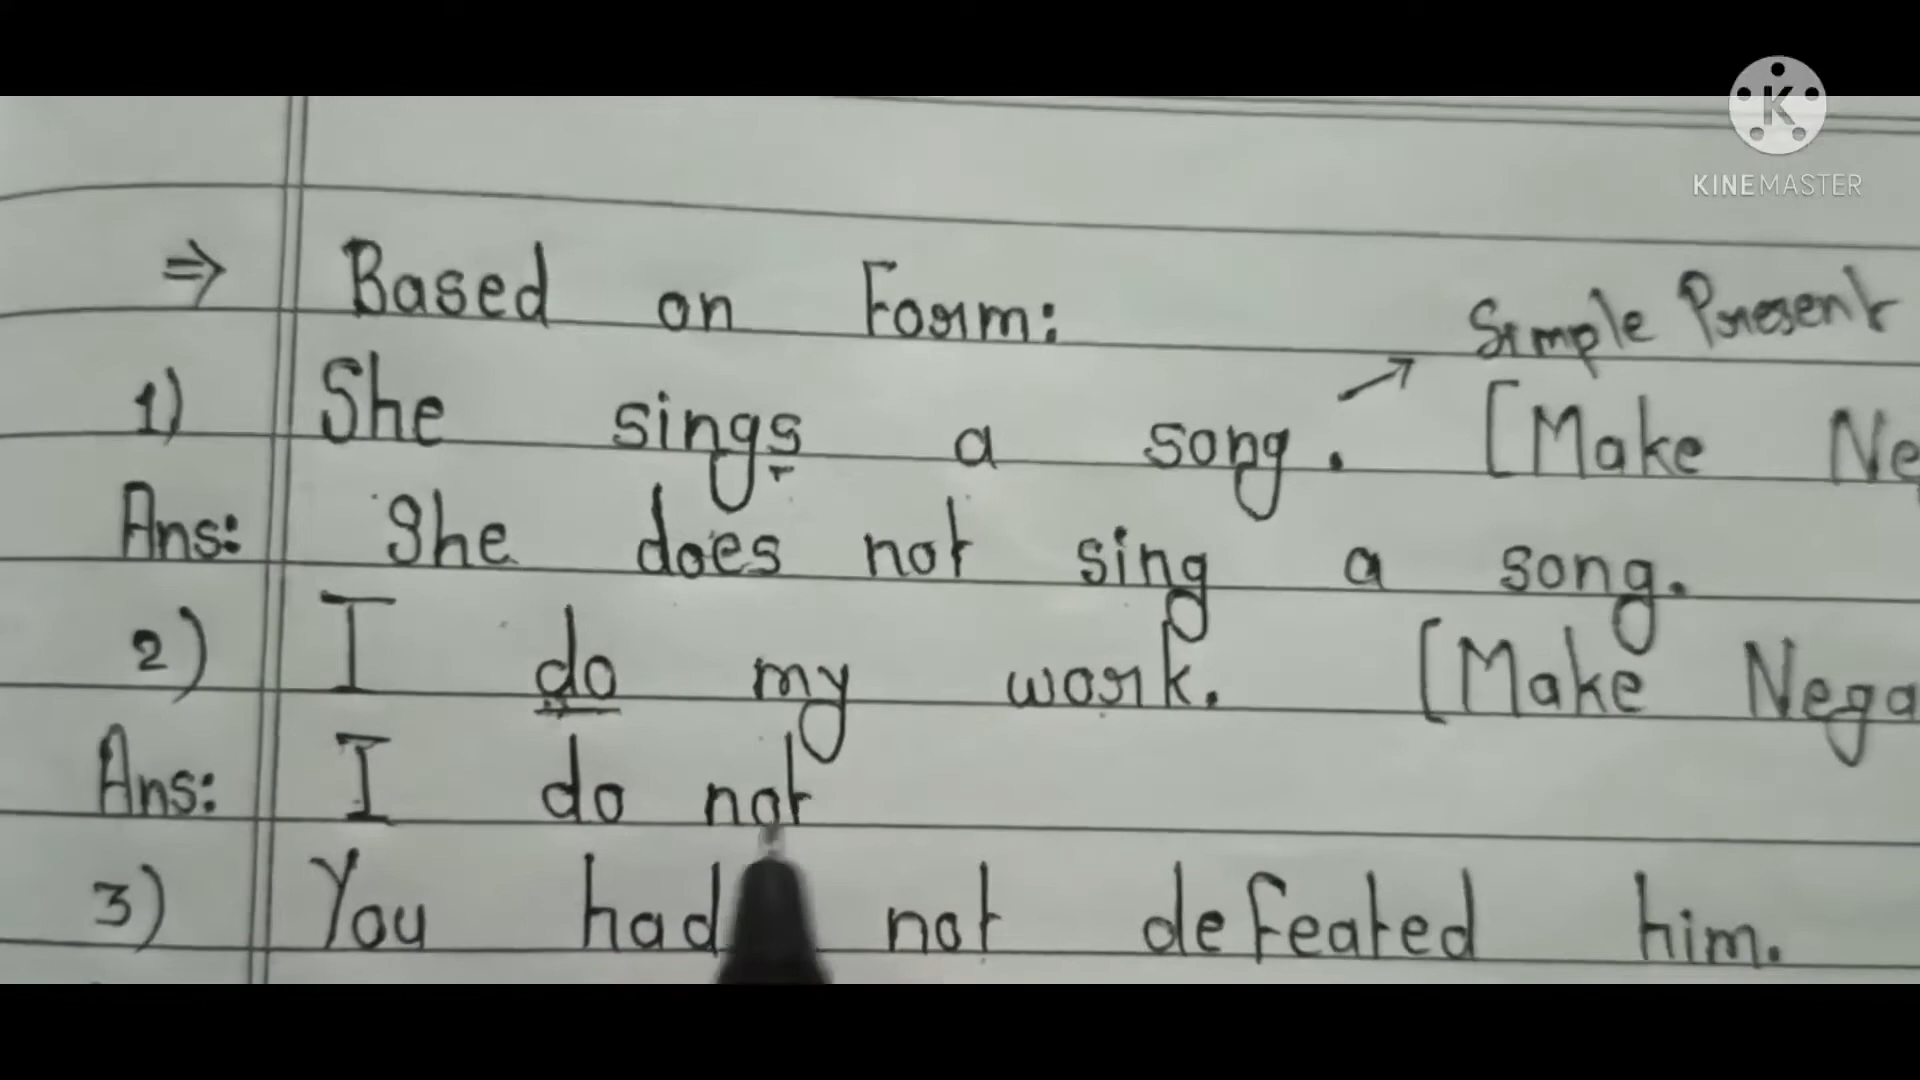 KINEMASTER
⇒ Based on Form:
Simple Present
1) She sings a song. → [Make Ne
Ans: She does not sing a song.
2) I do my work. [Make Nega
Ans: I do not
3) You had not defeated him.